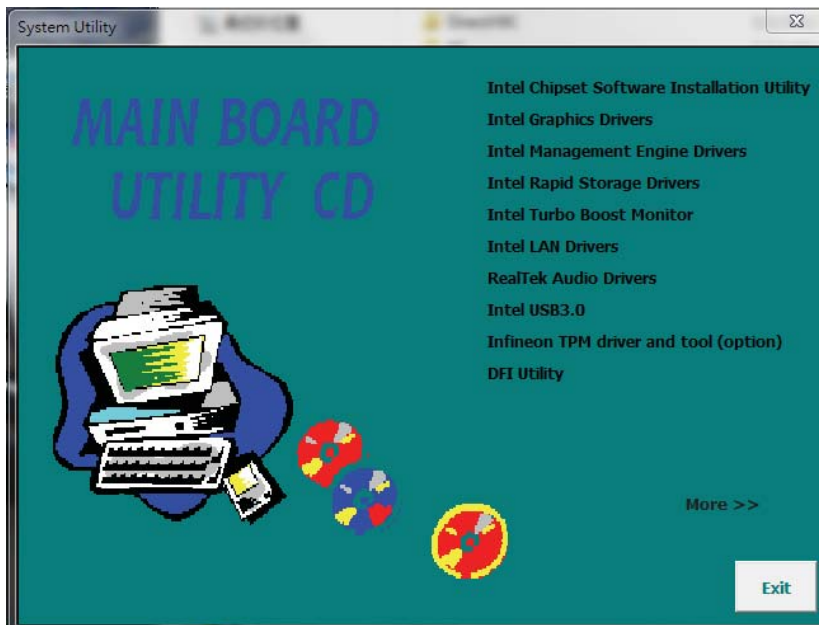 System Utility
MAIN BOARD
UTILITY CD
Intel Chipset Software Installation Utility
Intel Graphics Drivers
Intel Management Engine Drivers
Intel Rapid Storage Drivers
Intel Turbo Boost Monitor
Intel LAN Drivers
RealTek Audio Drivers
Intel USB3.0
Infineon TPM driver and tool (option)
DFI Utility
More >>
Exit